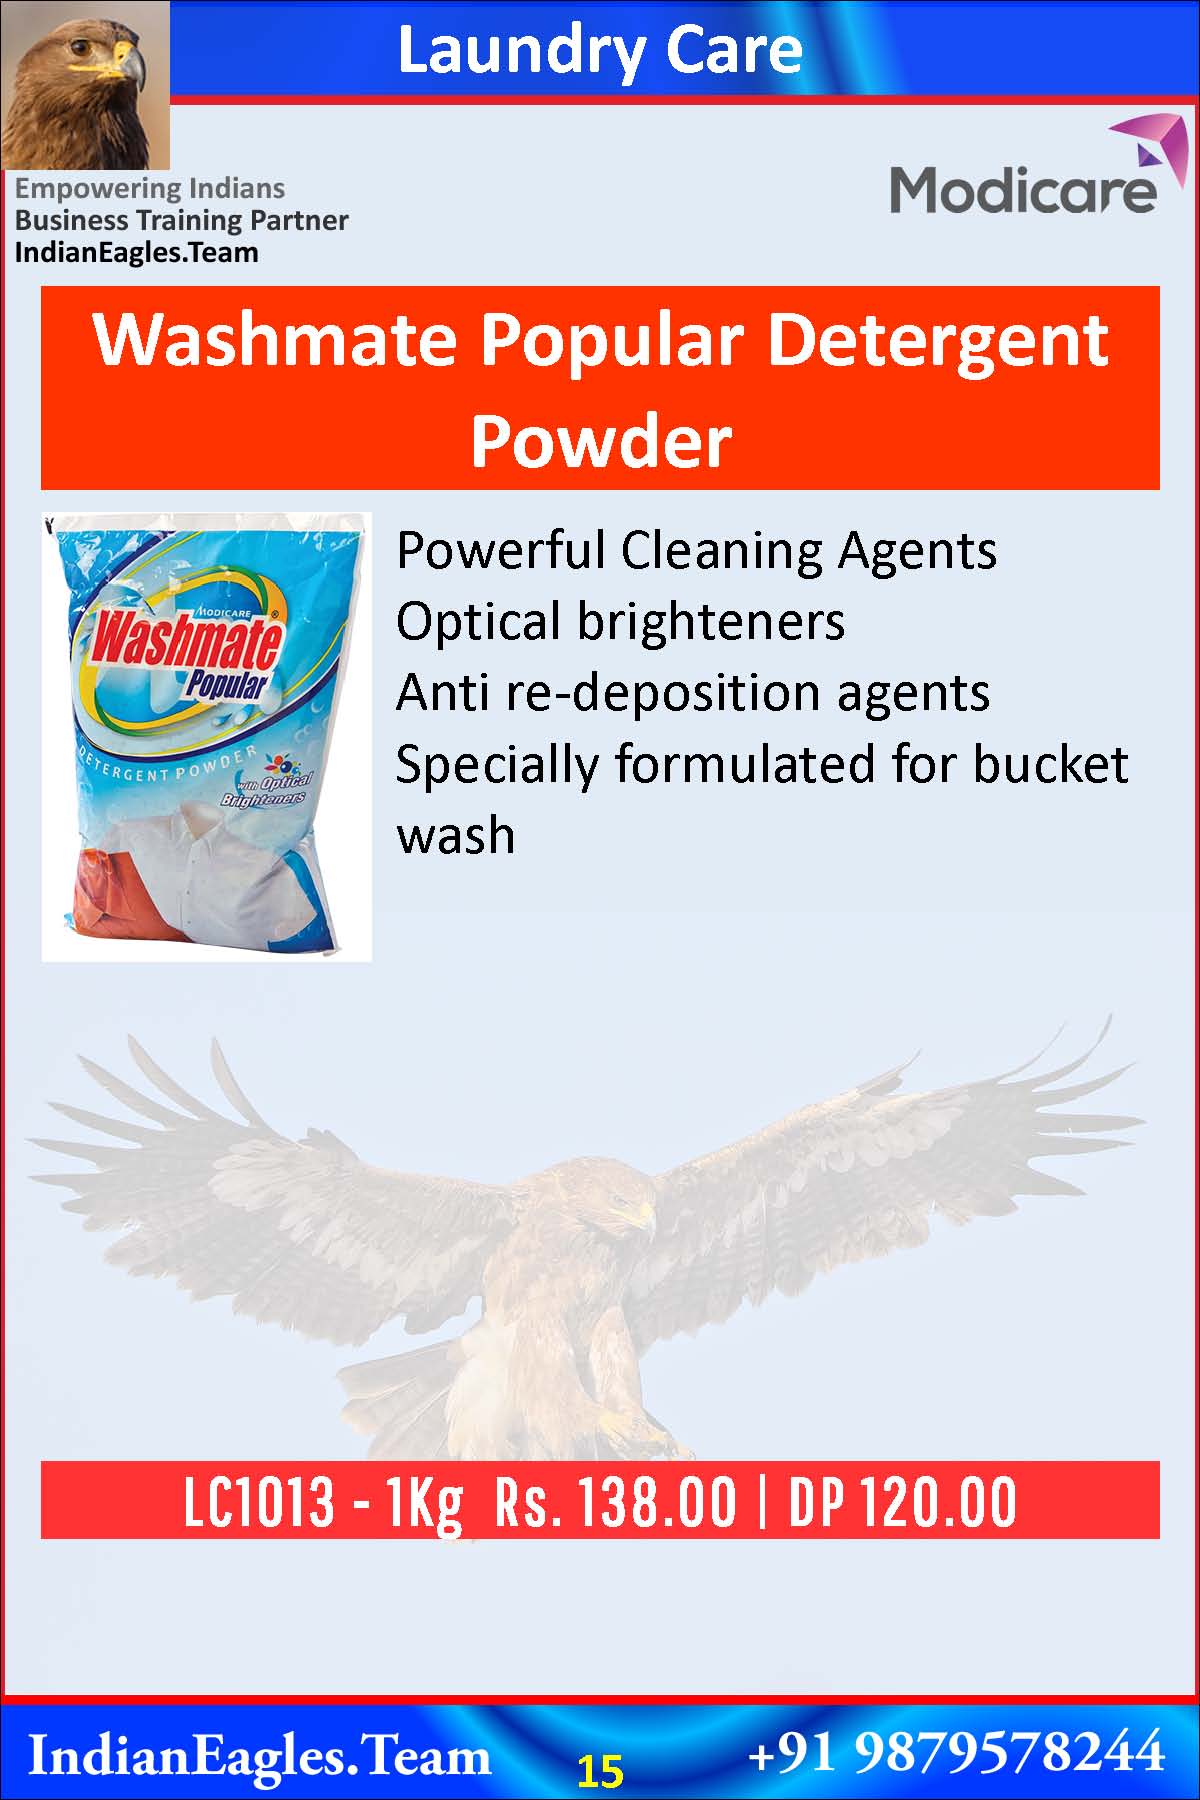 Laundry Care
Empowering Indians
Business Training Partner
IndianEagles.Team
Modicare
Washmate Popular Detergent
Powder
MODICARE
Washmate®
Popular
DETERGENT POWDER
with Optical
Brighteners
Powerful Cleaning Agents
Optical brighteners
Anti re-deposition agents
Specially formulated for bucket
wash
LC1013 - 1Kg Rs. 138.00 | DP 120.00
IndianEagles.Team
15
+91 9879578244